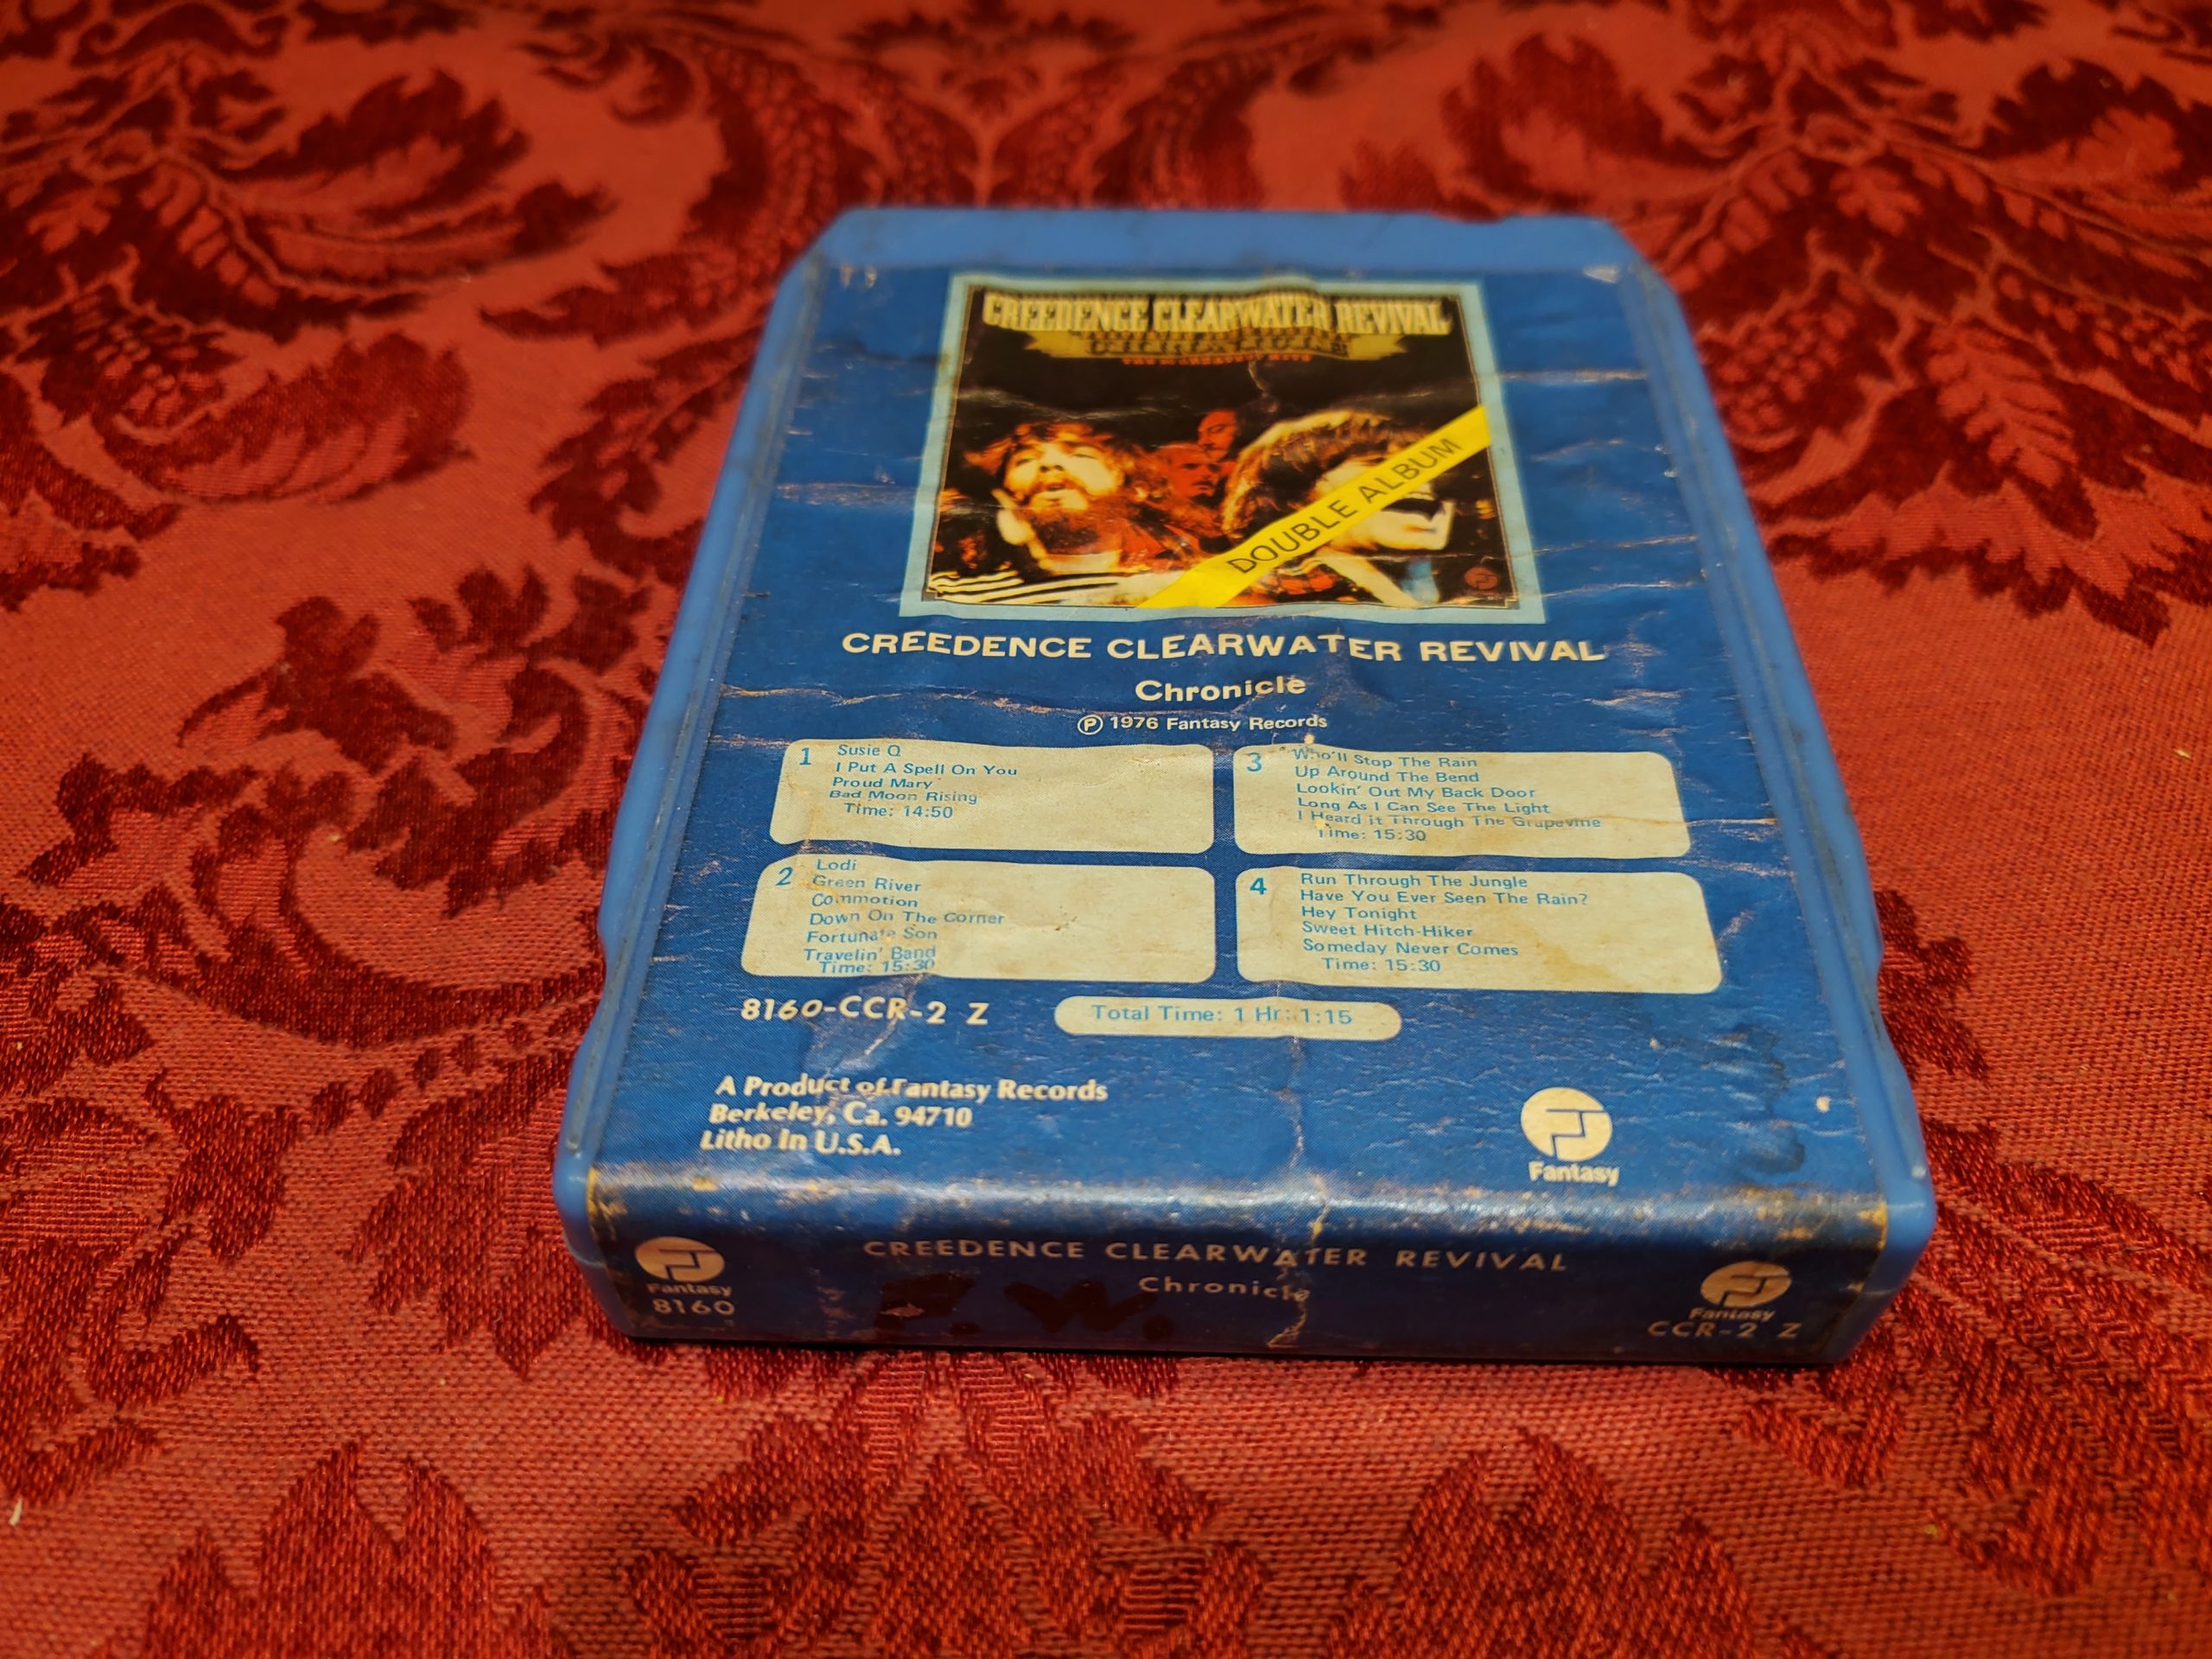 CREEDENCE CLEARWATER REVIVAL
DOUBLE ALBUM
CREEDENCE CLEARWATER REVIVAL
Chronicle
Ⓟ 1976 Fantasy Records
1
Susie Q
I Put A Spell On You
Proud Mary
Bad Moon Rising
Time: 14:50
2
Lodi
Green River
Commotion
Down On The Corner
Fortunate Son
Travelin' Band
Time: 15:30
3
Who'll Stop The Rain
Up Around The Bend
Lookin' Out My Back Door
Long As I Can See The Light
I Heard it Through The Grapevine
Time: 15:30
4
Run Through The Jungle
Have You Ever Seen The Rain?
Hey Tonight
Sweet Hitch-Hiker
Someday Never Comes
Time: 15:30
8160-CCR-2 Z
Total Time: 1 Hr: 1:15
A Product of Fantasy Records
Berkeley, Ca. 94710
Litho In U.S.A.
Fantasy
CREEDENCE CLEARWATER REVIVAL
Chronicle
Fantasy
8160
Fantasy
CCR-2 Z